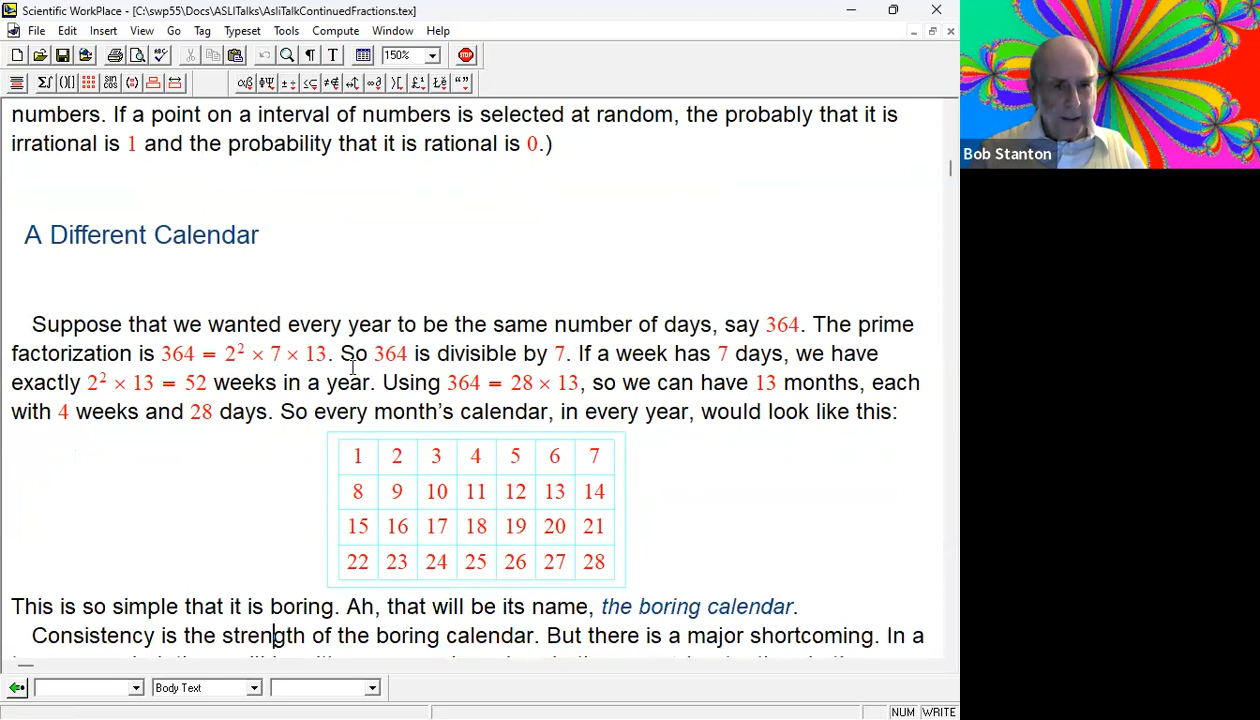 Scientific WorkPlace - [C:\swp55\Docs\ASLITalks\AsliTalkContinuedFractions.tex]
File Edit Insert View Go Tag Typeset Tools Compute Window Help
150%
STOP
numbers. If a point on a interval of numbers is selected at random, the probably that it is
irrational is 1 and the probability that it is rational is 0.)
Bob Stanton
A Different Calendar
Suppose that we wanted every year to be the same number of days, say 364. The prime
factorization is 364 = 2² × 7 × 13. So 364 is divisible by 7. If a week has 7 days, we have
exactly 2² × 13 = 52 weeks in a year. Using 364 = 28 × 13, so we can have 13 months, each
with 4 weeks and 28 days. So every month's calendar, in every year, would look like this:
1 2 3 4 5 6 7
8 9 10 11 12 13 14
15 16 17 18 19 20 21
22 23 24 25 26 27 28
This is so simple that it is boring. Ah, that will be its name, the boring calendar.
Consistency is the strength of the boring calendar. But there is a major shortcoming. In a
Body Text
NUM WRITE